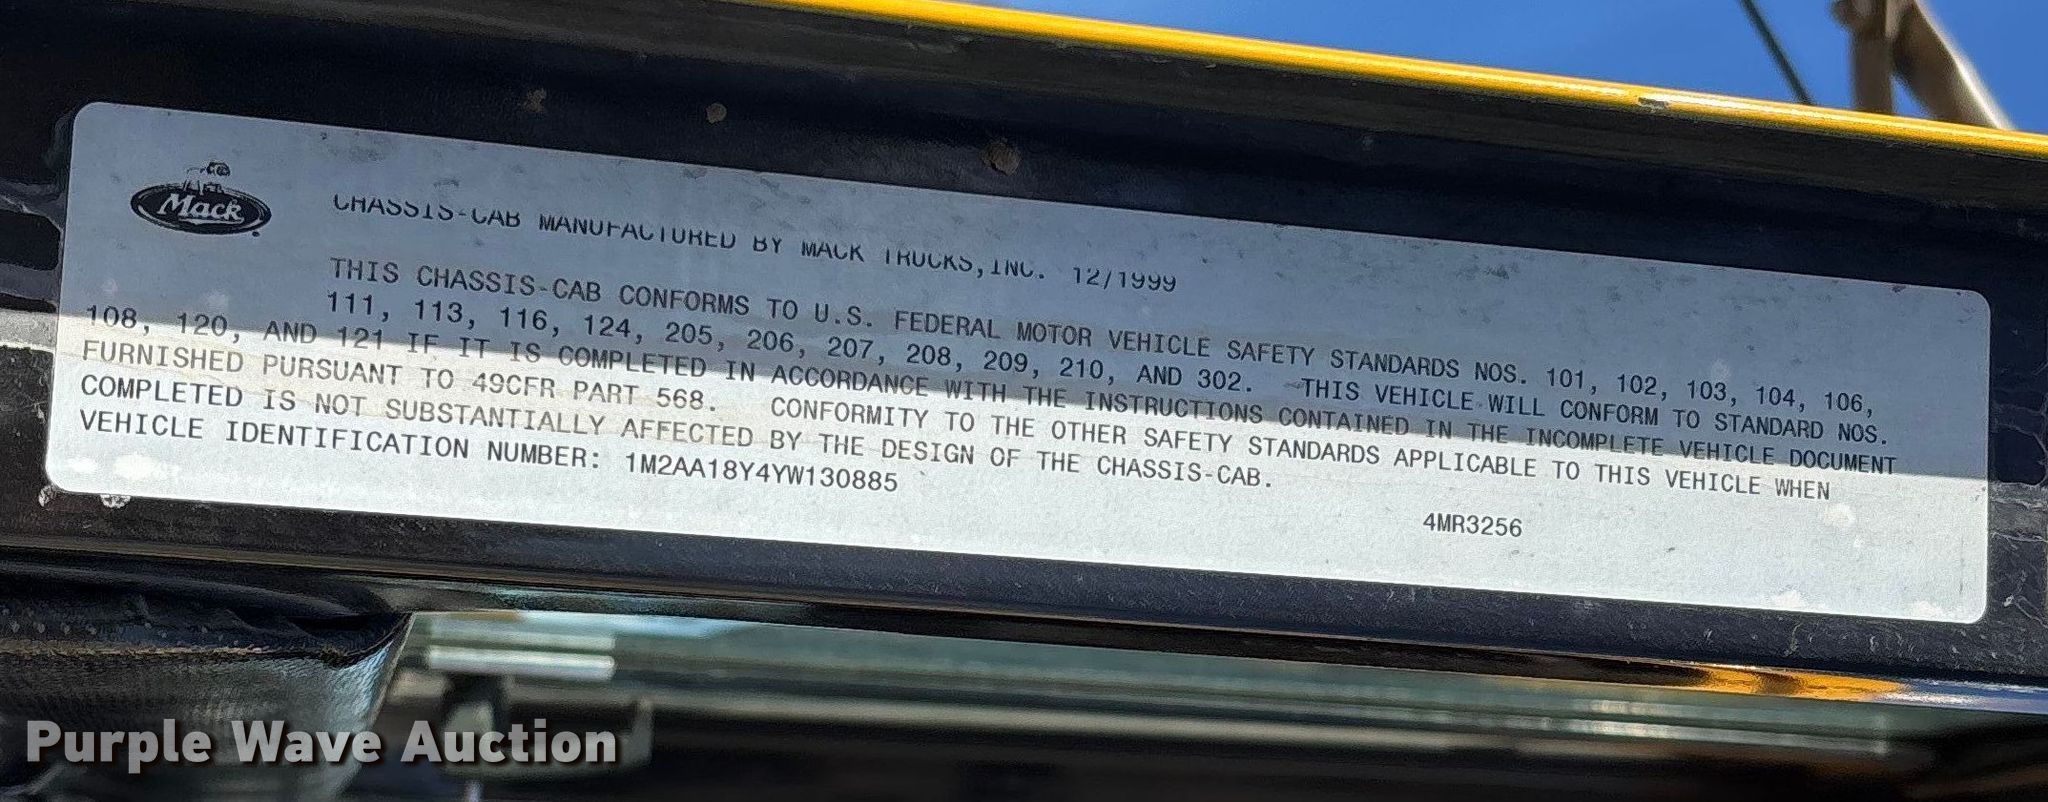 Mack
CHASSIS-CAB MANUFACTURED BY MACK TRUCKS, INC. 12/1999
THIS CHASSIS-CAB CONFORMS TO U.S. FEDERAL MOTOR VEHICLE SAFETY STANDARDS NOS. 101, 102, 103, 104, 106,
111, 113, 116, 124, 205, 206, 207, 208, 209, 210, AND 302. THIS VEHICLE WILL CONFORM TO STANDARD NOS.
108, 120, AND 121 IF IT IS COMPLETED IN ACCORDANCE WITH THE INSTRUCTIONS CONTAINED IN THE INCOMPLETE VEHICLE DOCUMENT
FURNISHED PURSUANT TO 49CFR PART 568. CONFORMITY TO THE OTHER SAFETY STANDARDS APPLICABLE TO THIS VEHICLE WHEN
COMPLETED IS NOT SUBSTANTIALLY AFFECTED BY THE DESIGN OF THE CHASSIS-CAB.
VEHICLE IDENTIFICATION NUMBER: 1M2AA18Y4YW130885
4MR3256
Purple Wave Auction